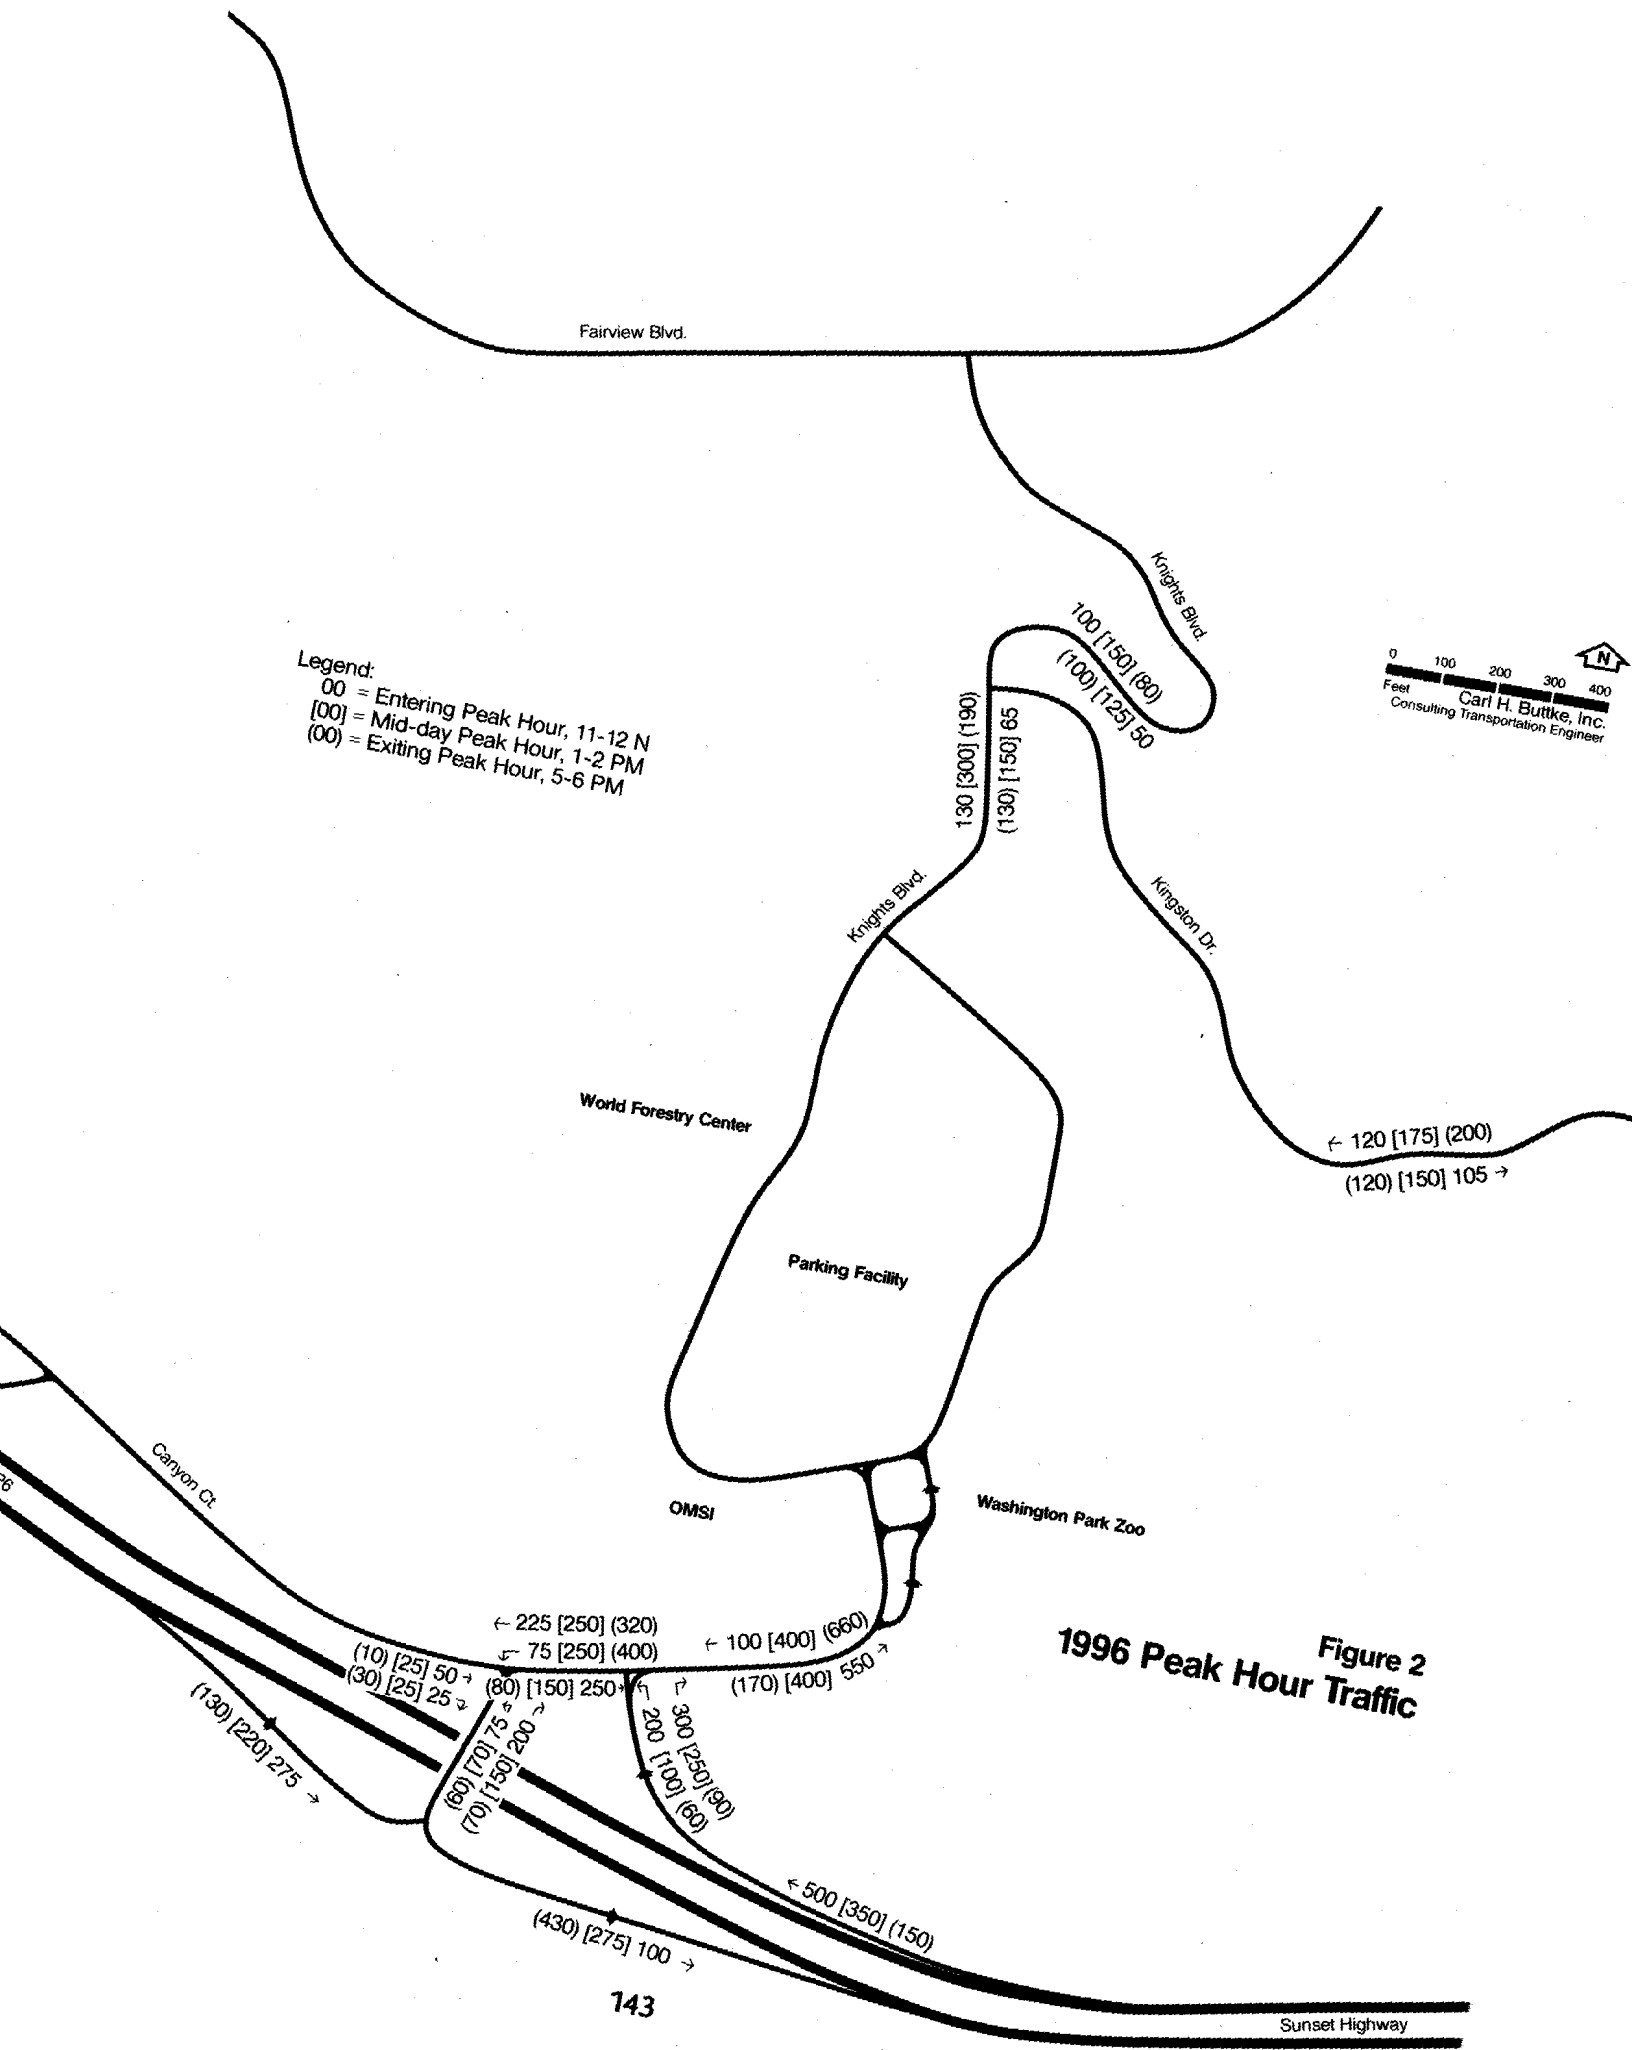 Fairview Blvd.
Knights Blvd.
100 [150] (80)
(100) [125] 50
0 100 200 300 400
N
Feet
Carl H. Buttke, Inc.
Consulting Transportation Engineer
Legend:
00 = Entering Peak Hour, 11-12 N
[00] = Mid-day Peak Hour, 1-2 PM
(00) = Exiting Peak Hour, 5-6 PM
130 [300] (190)
(130) [150] 65
Knights Blvd.
Kingston Dr.
World Forestry Center
← 120 [175] (200)
(120) [150] 105 →
Parking Facility
Canyon Ct.
26
OMSI
Washington Park Zoo
← 225 [250] (320)
75 [250] (400)
← 100 [400] (660)
(170) [400] 550 →
(10) [25] 50 →
(30) [25] 25
(80) [150] 250
(60) [70] 75
(70) [150] 200
200 [100] (60)
300 [250] (90)
(130) [220] 275 →
← 500 [350] (150)
(430) [275] 100 →
Figure 2
1996 Peak Hour Traffic
143
Sunset Highway